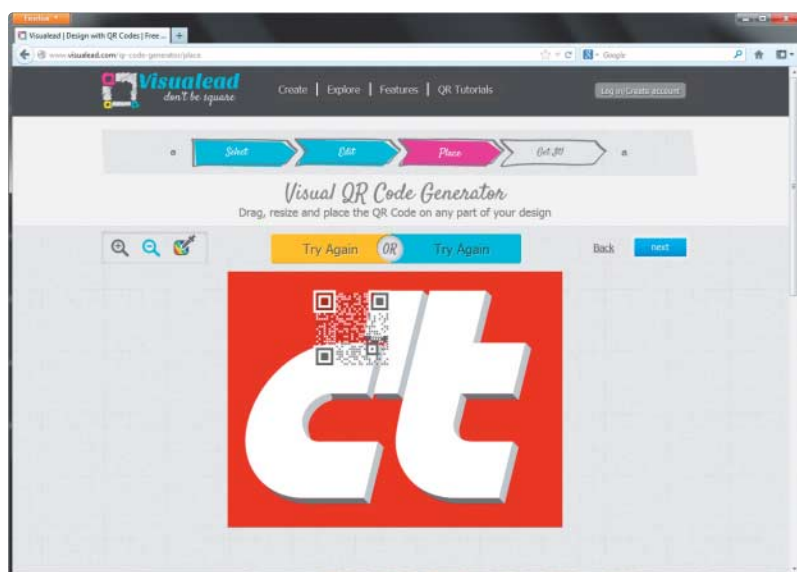 Firefox
Visualead | Design with QR Codes | Free ...
www.visualead.com/qr-code-generator/place
Google
Visualead
don't be square
Create | Explore | Features | QR Tutorials
Log in/Create account
Select
Edit
Place
Get It!
Visual QR Code Generator
Drag, resize and place the QR Code on any part of your design
Try Again OR Try Again
Back
next
c't